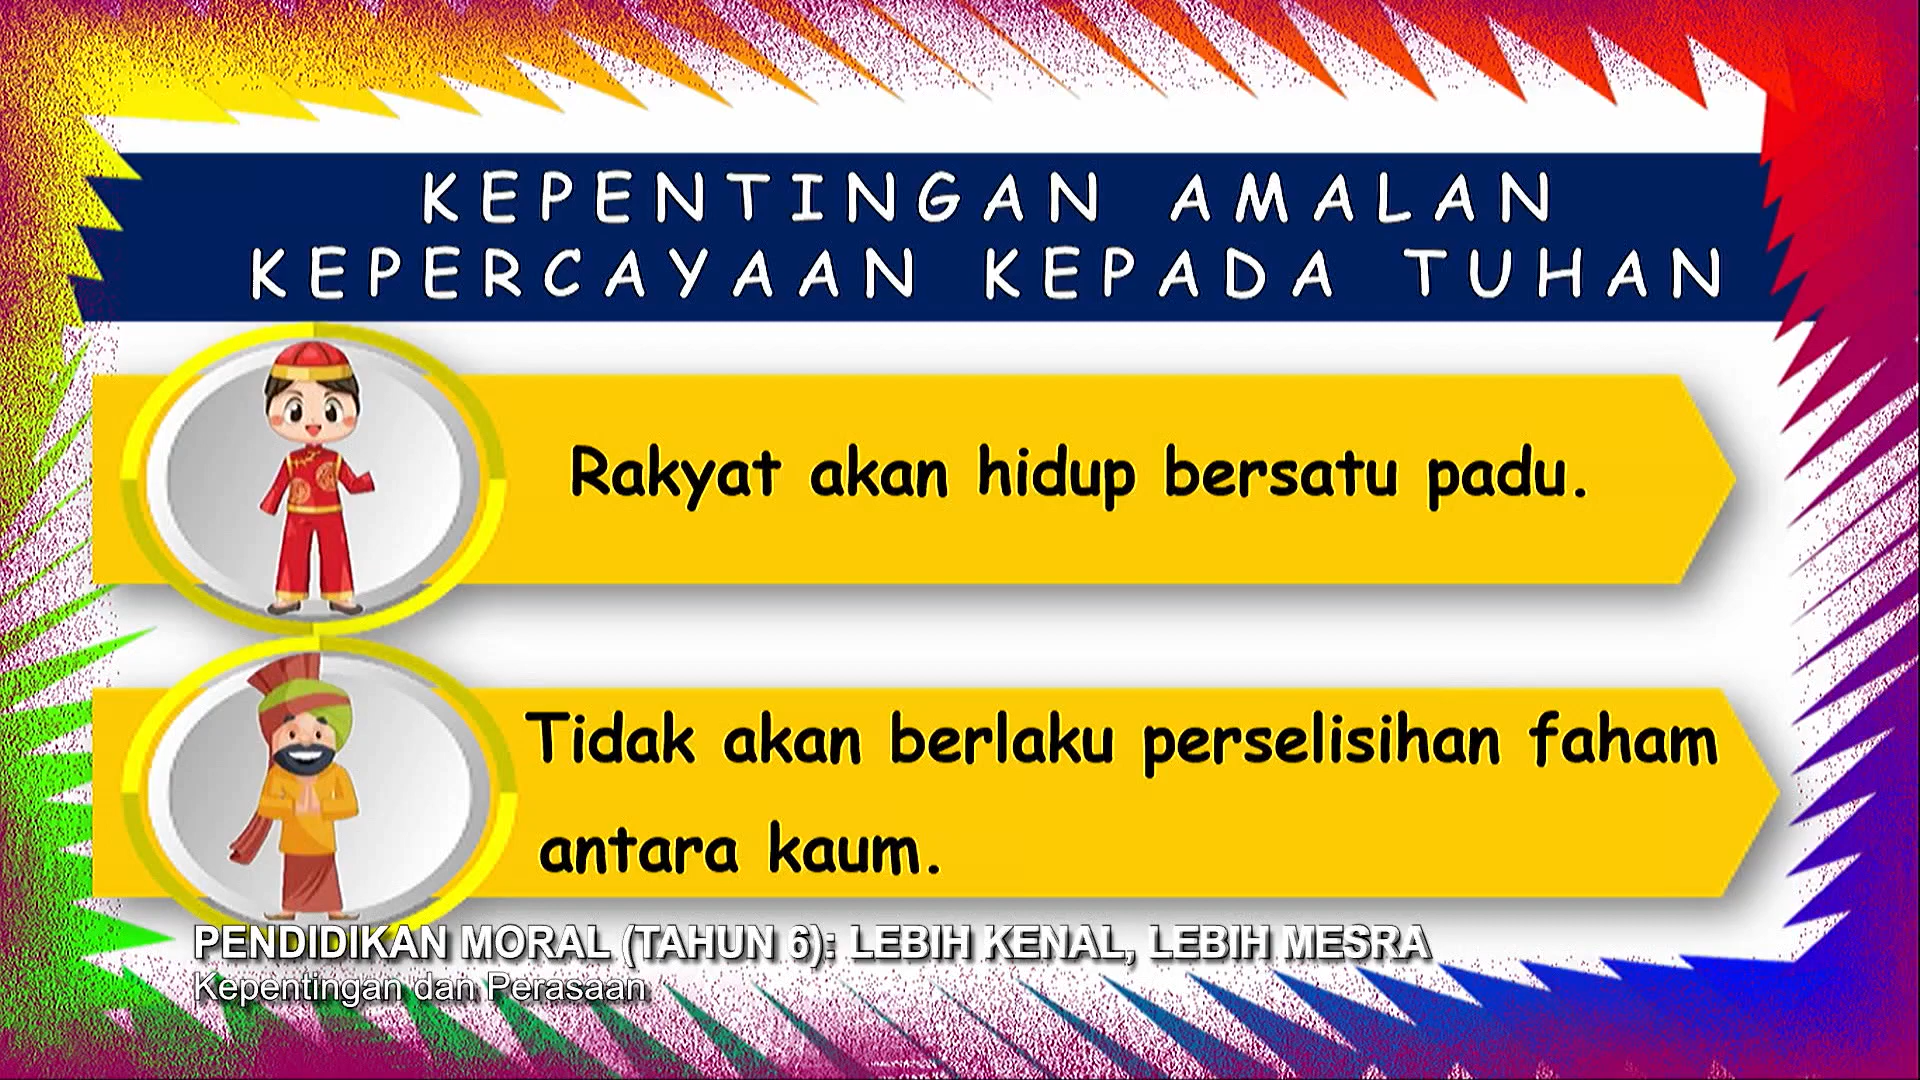 KEPENTINGAN AMALAN
KEPERCAYAAN KEPADA TUHAN
Rakyat akan hidup bersatu padu.
Tidak akan berlaku perselisihan faham
antara kaum.
PENDIDIKAN MORAL (TAHUN 6): LEBIH KENAL, LEBIH MESRA
Kepentingan dan Perasaan